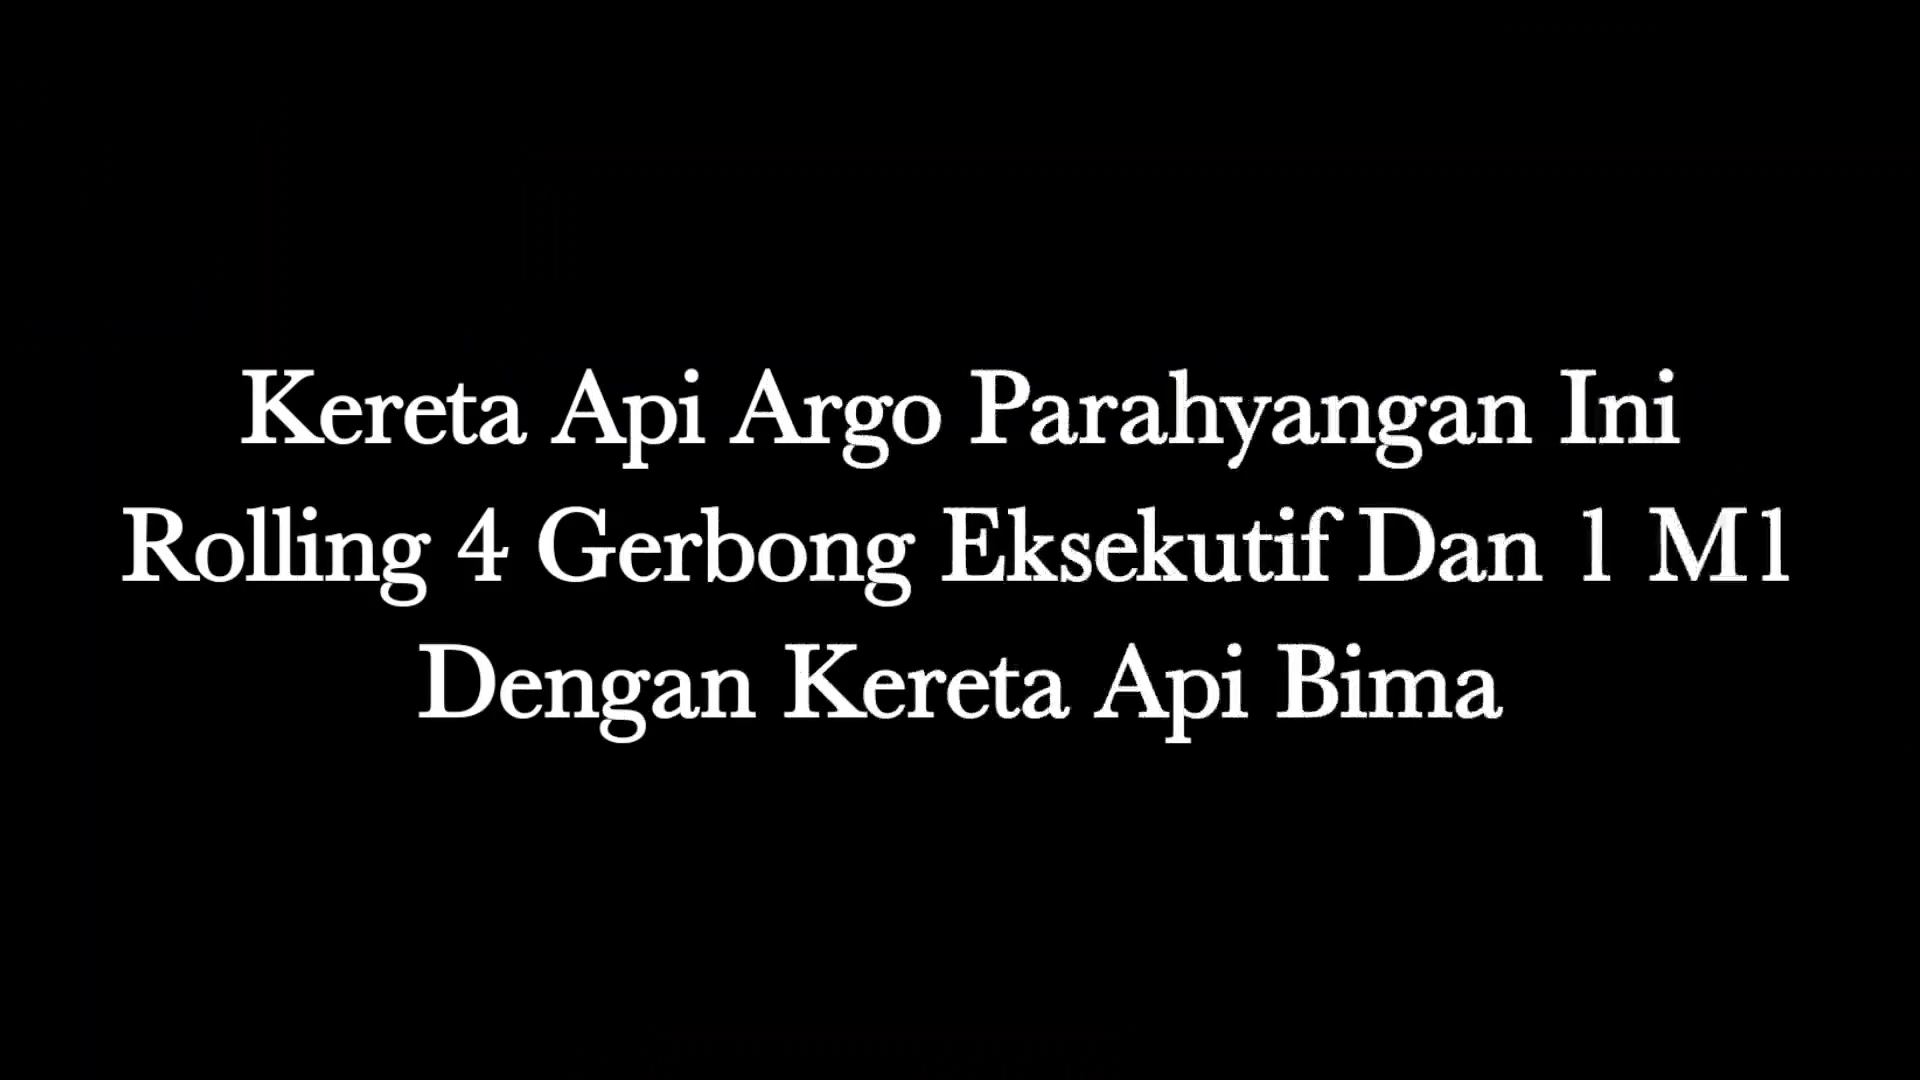 Kereta Api Argo Parahyangan Ini
Rolling 4 Gerbong Eksekutif Dan 1 M1
Dengan Kereta Api Bima